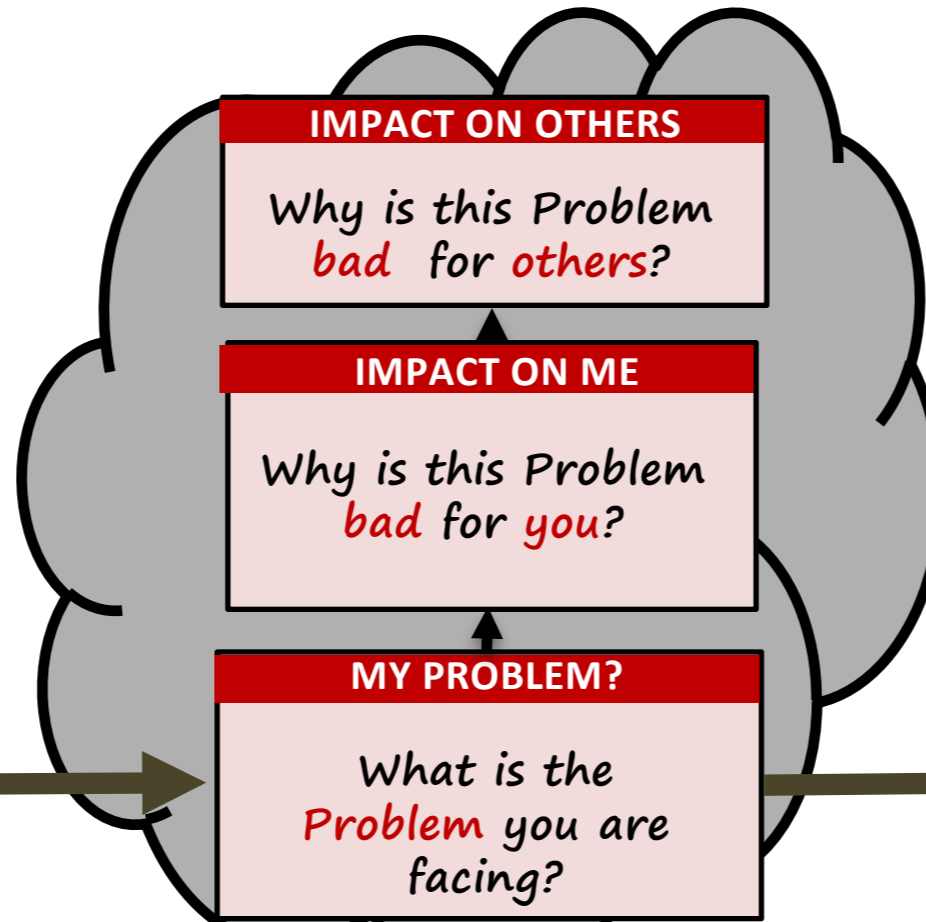 IMPACT ON OTHERS
Why is this Problem
bad for others?
IMPACT ON ME
Why is this Problem
bad for you?
MY PROBLEM?
What is the
Problem you are
facing?